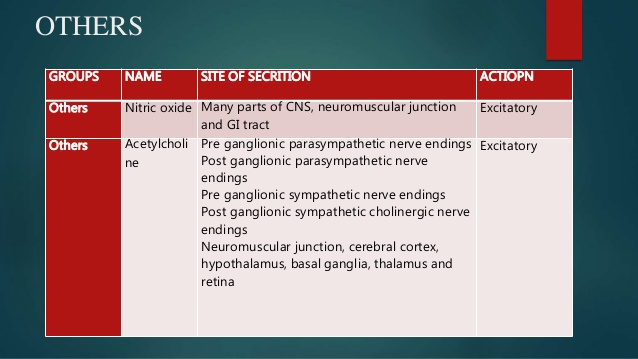 OTHERS
GROUPS NAME SITE OF SECRITION ACTIOPN
Others Nitric oxide Many parts of CNS, neuromuscular junction Excitatory
and GI tract
Others Acetylcholi Pre ganglionic parasympathetic nerve endings Excitatory
ne Post ganglionic parasympathetic nerve
endings
Pre ganglionic sympathetic nerve endings
Post ganglionic sympathetic cholinergic nerve
endings
Neuromuscular junction, cerebral cortex,
hypothalamus, basal ganglia, thalamus and
retina